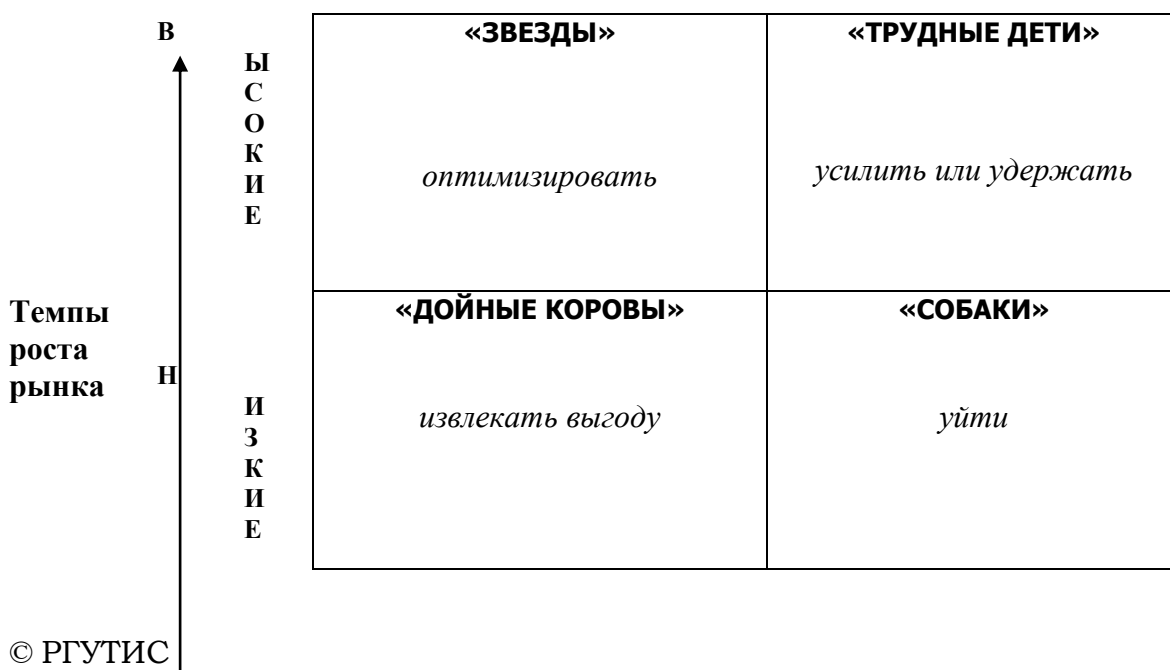 В
Ы
С
О
К
И
Е
«ЗВЕЗДЫ»
оптимизировать
«ТРУДНЫЕ ДЕТИ»
усилить или удержать
Темпы
роста
рынка
Н
И
З
К
И
Е
«ДОЙНЫЕ КОРОВЫ»
извлекать выгоду
«СОБАКИ»
уйти
© РГУТИС